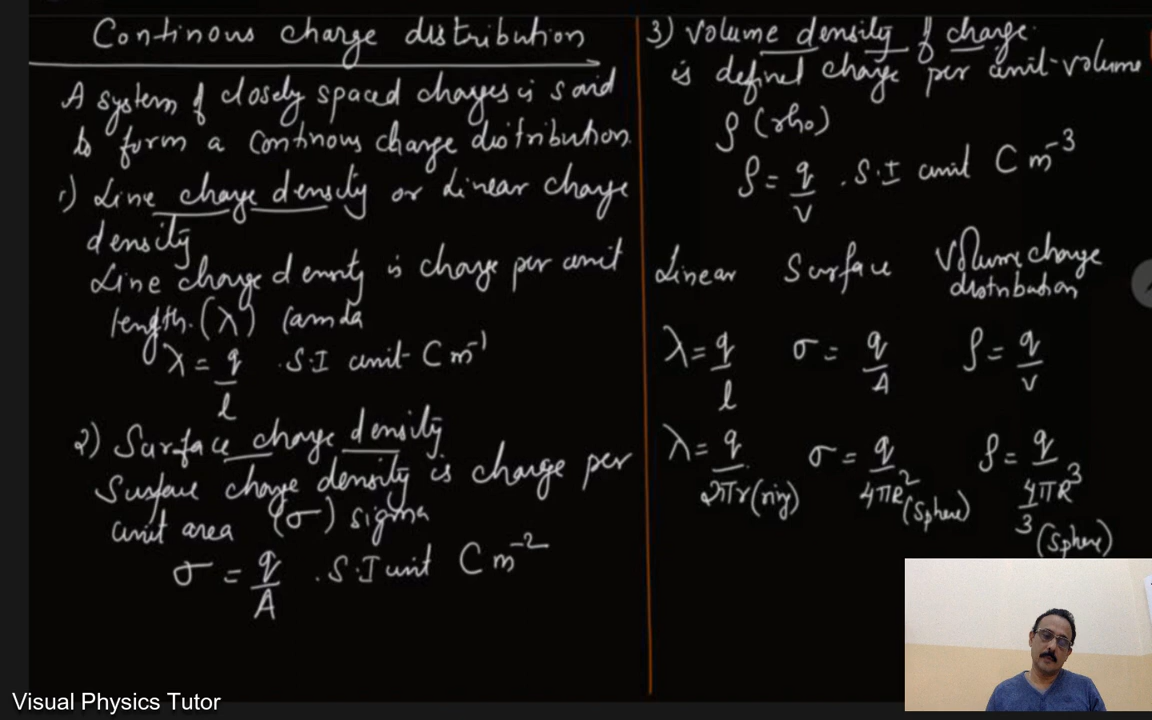 Continous charge distribution
A system of closely spaced charges is said
to form a continous charge distribution.
1) Line charge density or Linear charge
density
Line charge density is charge per unit
length. (λ) lamda
λ = q/l . S.I unit C m⁻¹
2) Surface charge density
Surface charge density is charge per
unit area (σ) sigma
σ = q/A . S.I unit C m⁻²
3) Volume density of charge
is defined charge per unit-volume
ρ (rho)
ρ = q/v . S.I unit C m⁻³
Linear Surface Volume charge
distribution
λ = q/l σ = q/A ρ = q/v
λ = q/2πr (ring) σ = q/4πR² (Sphere) ρ = q/(4/3 πR³) (Sphere)
Visual Physics Tutor